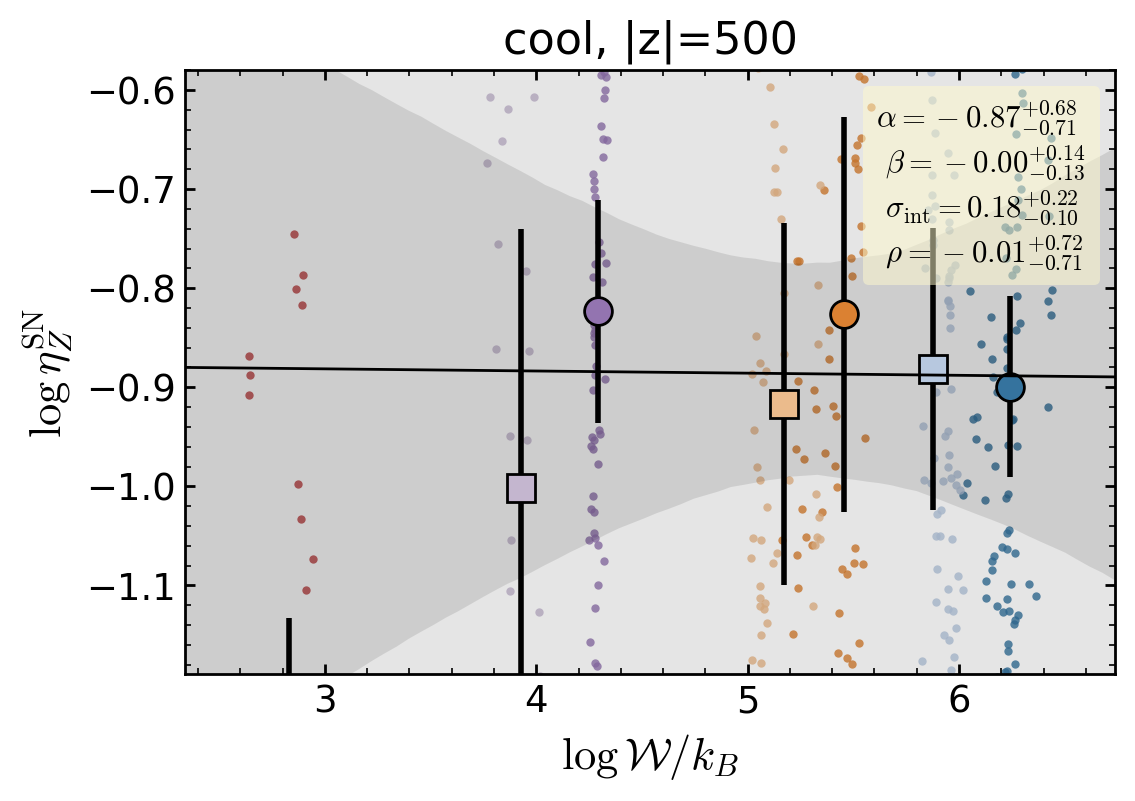 cool, |z|=500
−0.6
−0.7
−0.8
−0.9
−1.0
−1.1
log η_Z^SN
α = −0.87^{+0.68}_{−0.71}
β = −0.00^{+0.14}_{−0.13}
σ_int = 0.18^{+0.22}_{−0.10}
ρ = −0.01^{+0.72}_{−0.71}
3 4 5 6
log 𝒲/k_B